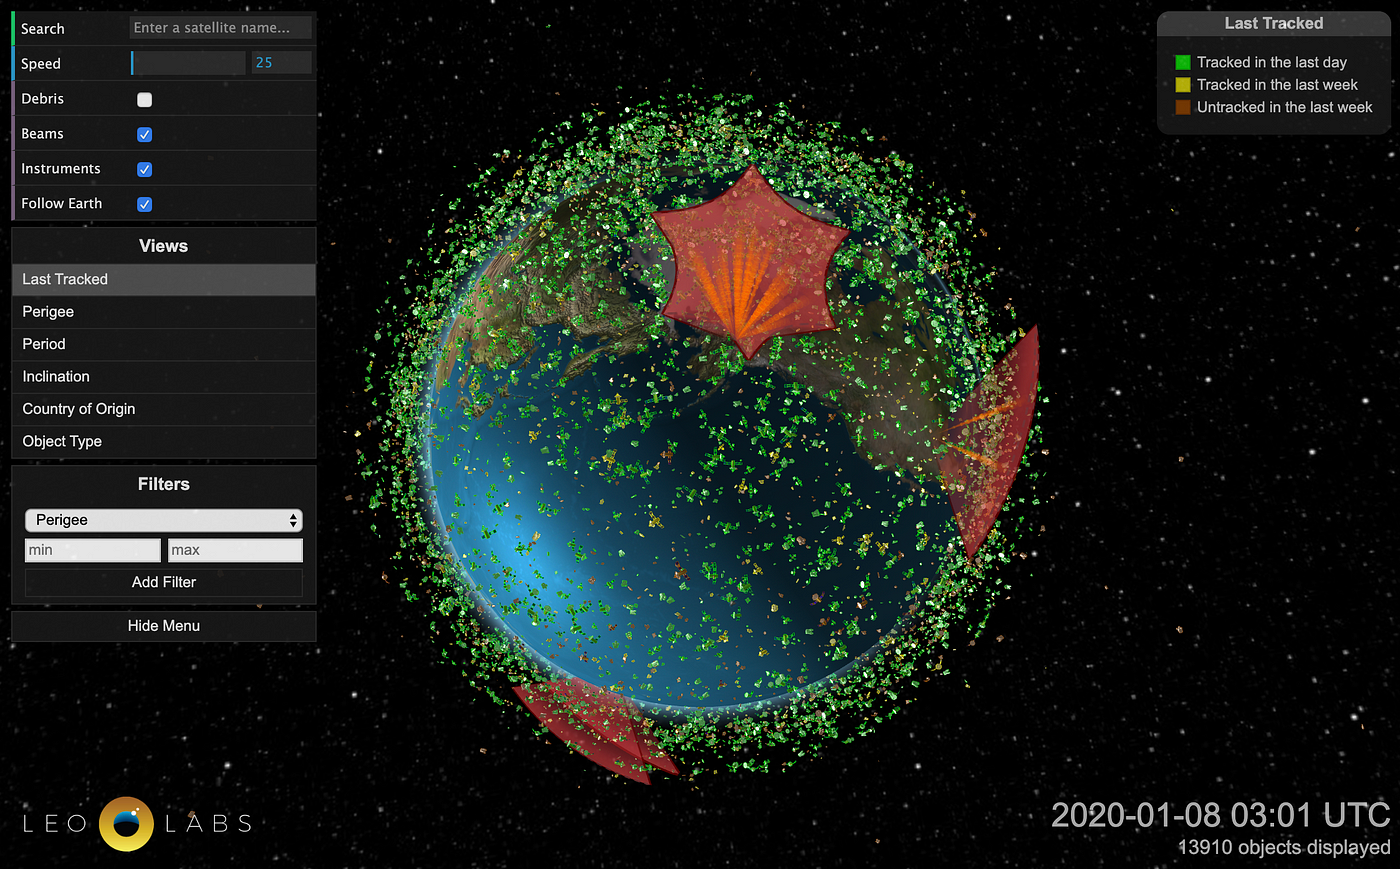 Search
Enter a satellite name...
Speed
25
Debris
Beams
Instruments
Follow Earth
Views
Last Tracked
Perigee
Period
Inclination
Country of Origin
Object Type
Filters
Perigee
min
max
Add Filter
Hide Menu
Last Tracked
Tracked in the last day
Tracked in the last week
Untracked in the last week
LEO LABS
2020-01-08 03:01 UTC
13910 objects displayed